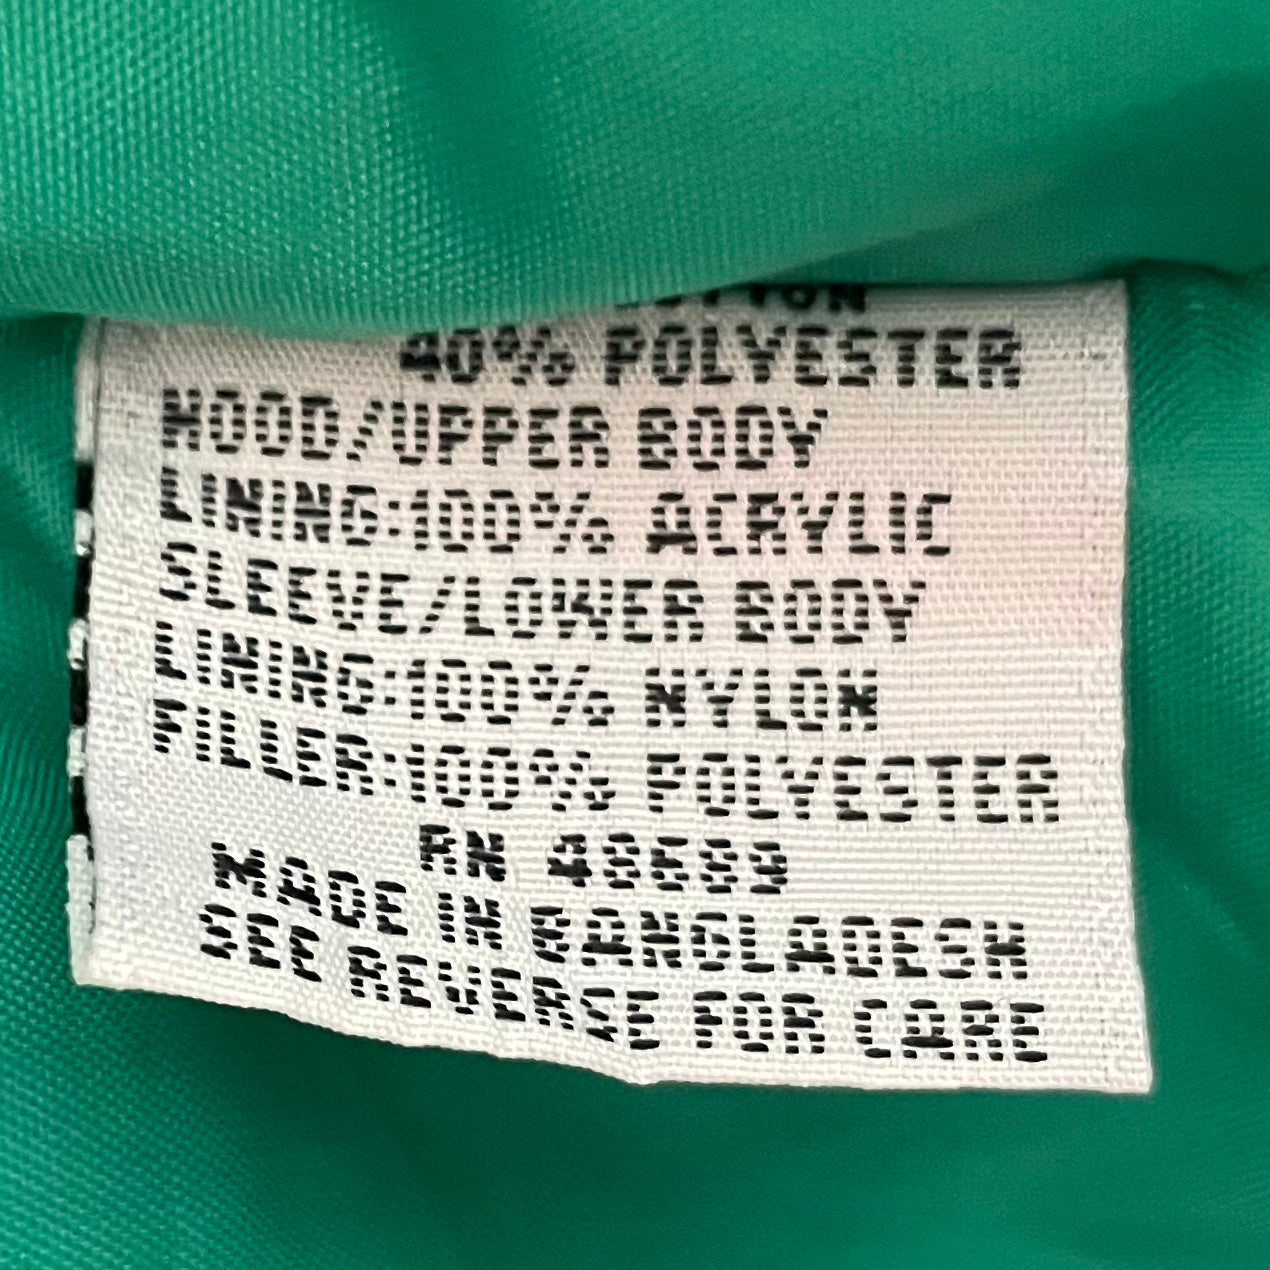 COTTON
40% POLYESTER
HOOD/UPPER BODY
LINING:100% ACRYLIC
SLEEVE/LOWER BODY
LINING:100% NYLON
FILLER:100% POLYESTER
RN
MADE IN BANGLADESH
SEE REVERSE FOR CARE